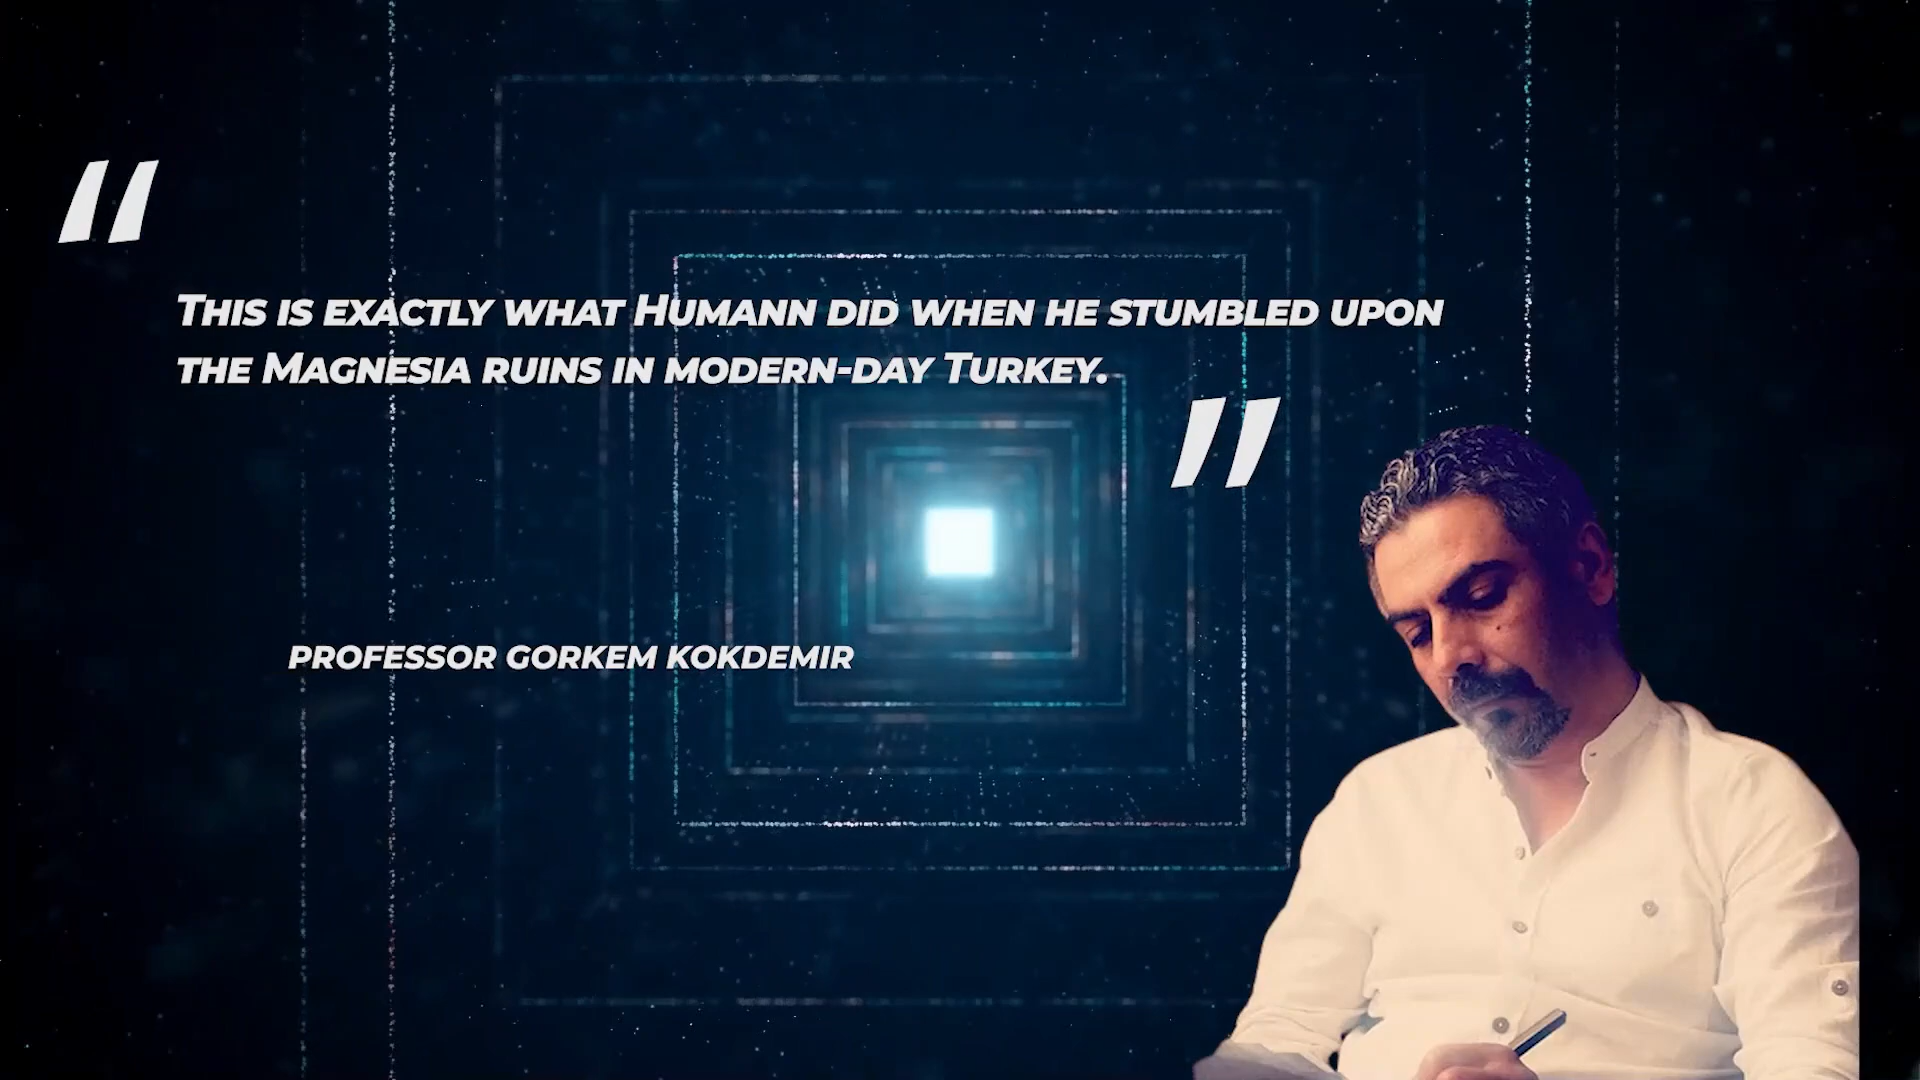 "
This is exactly what Humann did when he stumbled upon
the Magnesia ruins in modern-day Turkey.
"
PROFESSOR GORKEM KOKDEMIR